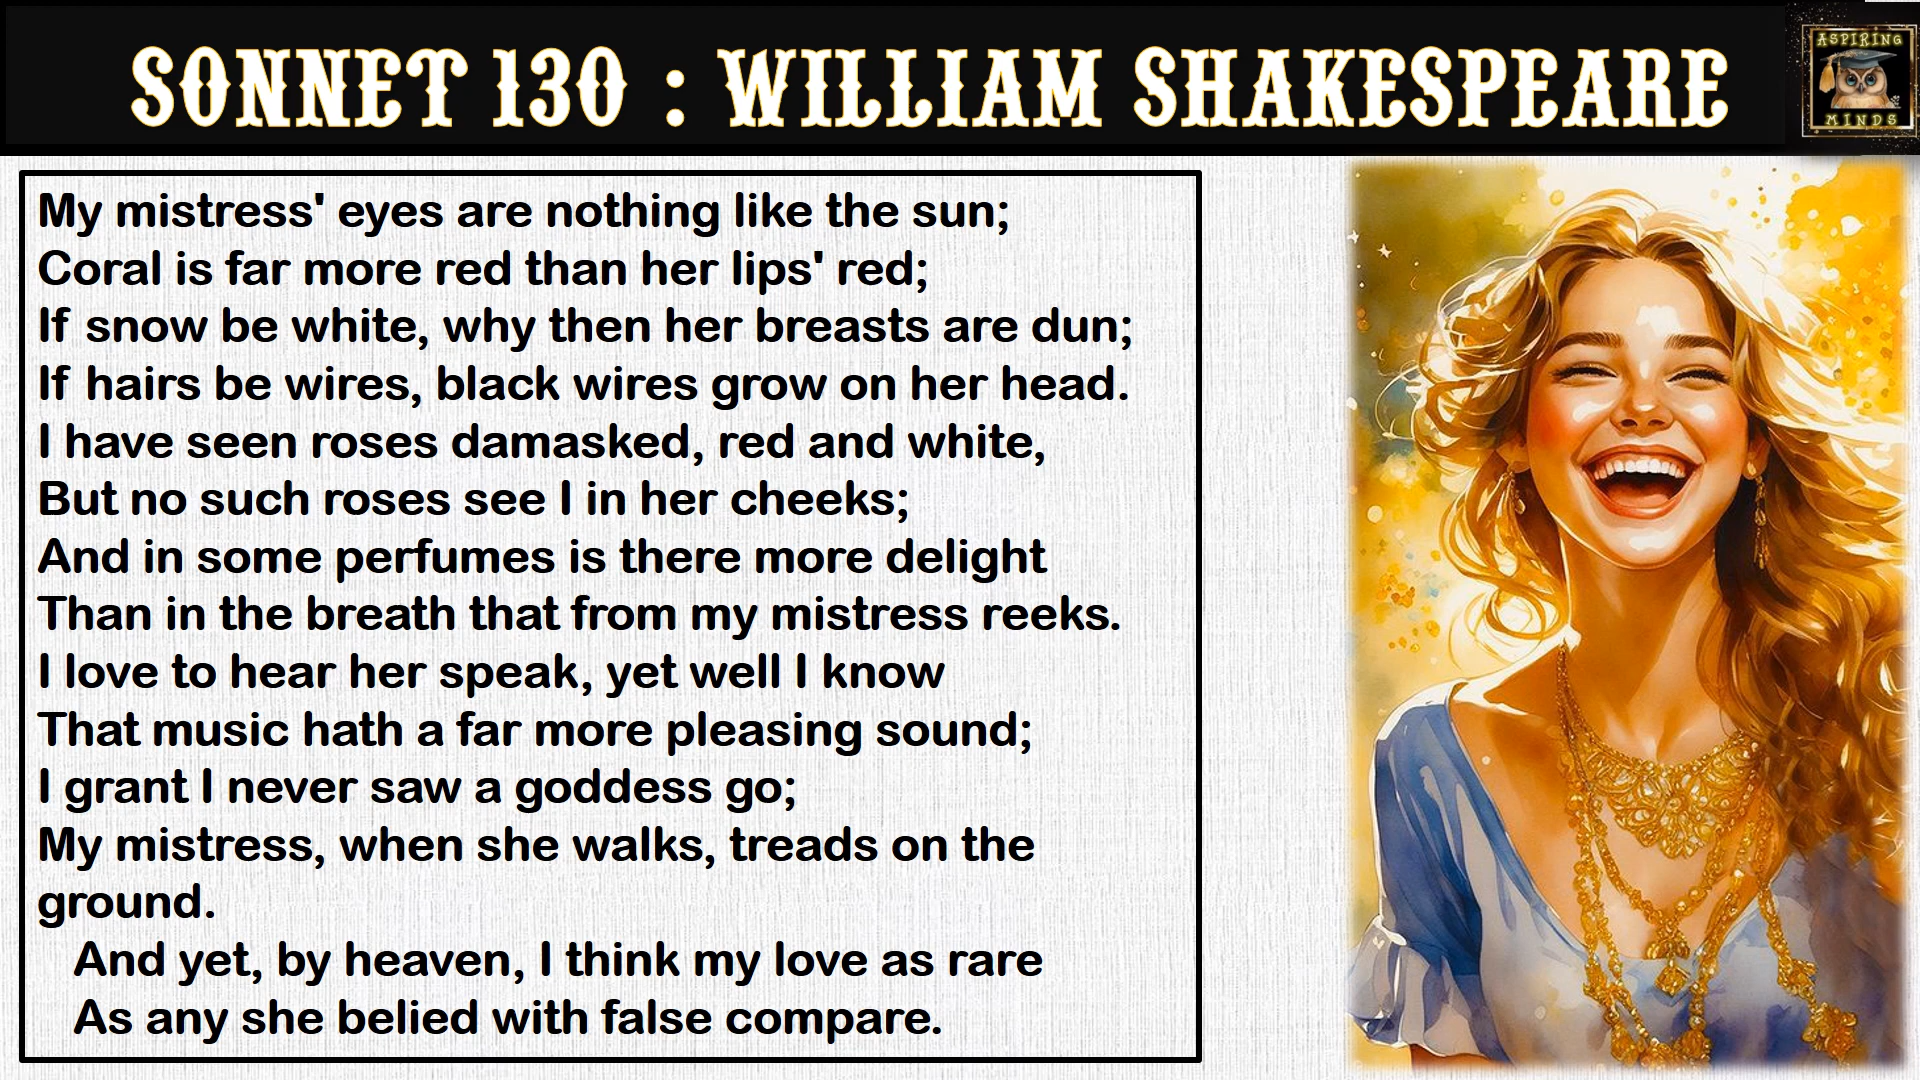 SONNET 130 : WILLIAM SHAKESPEARE
ASPIRING
MINDS
My mistress' eyes are nothing like the sun;
Coral is far more red than her lips' red;
If snow be white, why then her breasts are dun;
If hairs be wires, black wires grow on her head.
I have seen roses damasked, red and white,
But no such roses see I in her cheeks;
And in some perfumes is there more delight
Than in the breath that from my mistress reeks.
I love to hear her speak, yet well I know
That music hath a far more pleasing sound;
I grant I never saw a goddess go;
My mistress, when she walks, treads on the
ground.
And yet, by heaven, I think my love as rare
As any she belied with false compare.